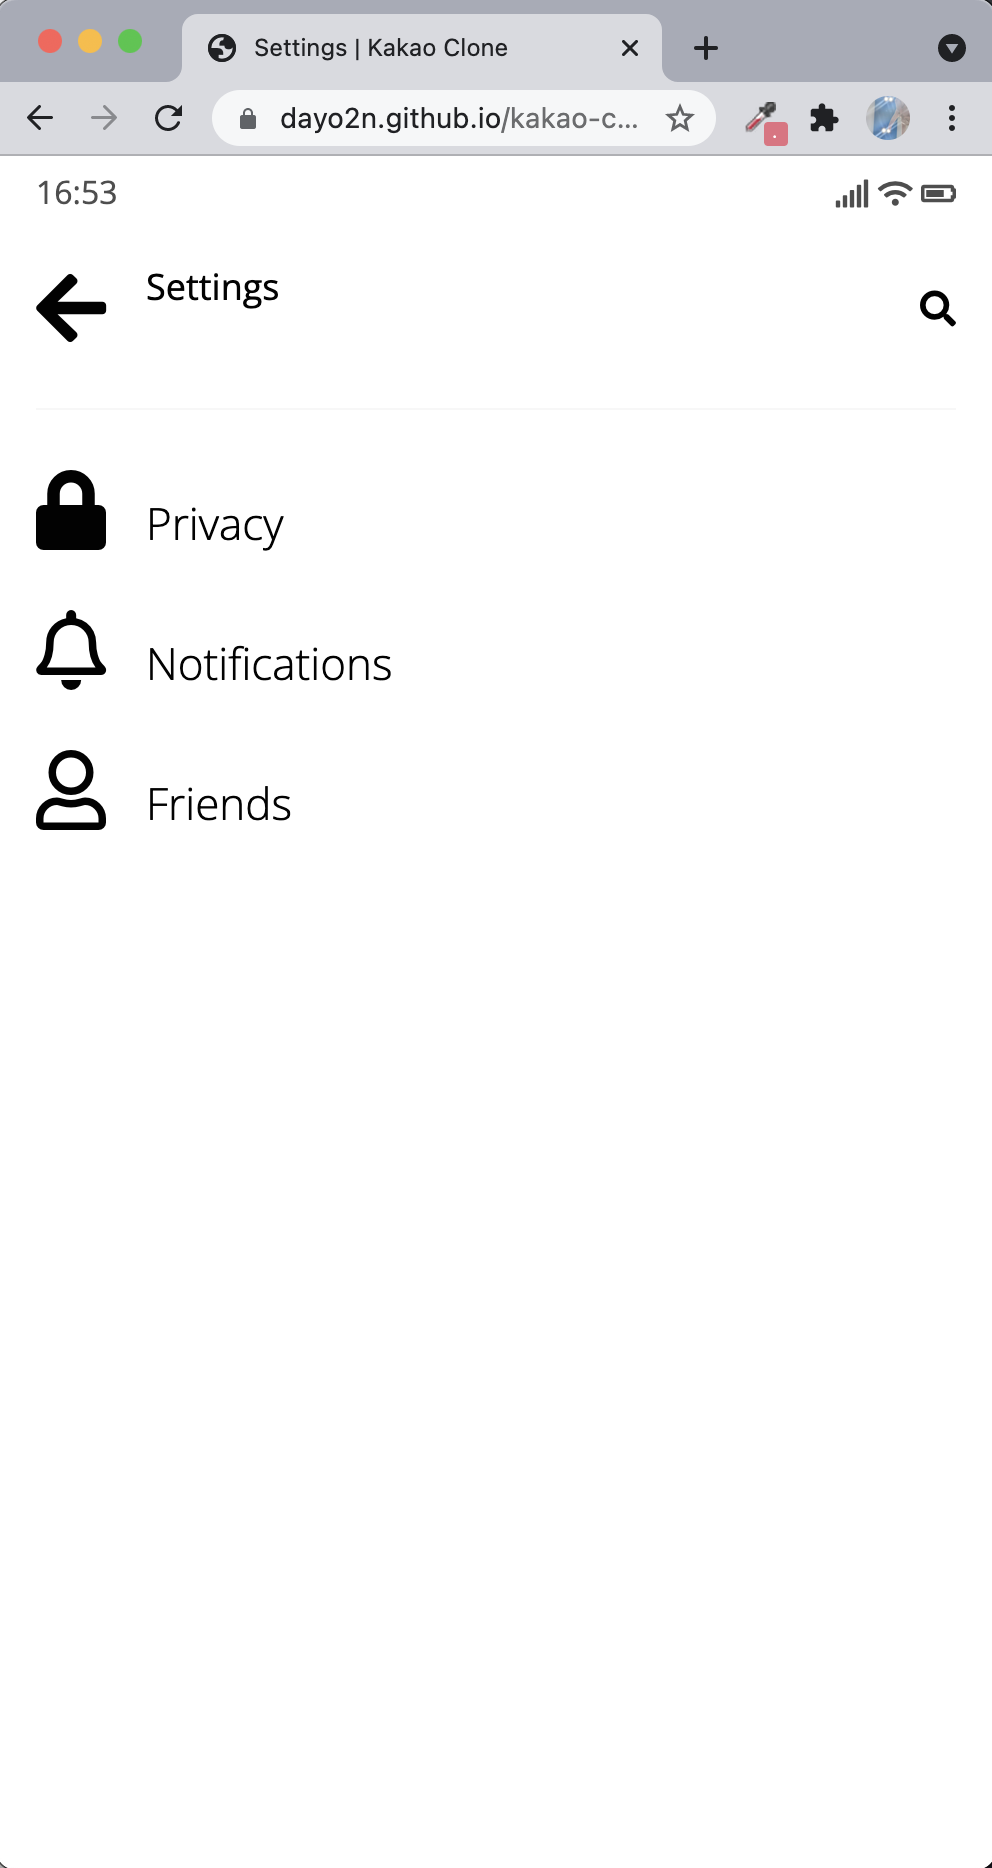 Settings | Kakao Clone
dayo2n.github.io/kakao-c...
16:53
Settings
Privacy
Notifications
Friends